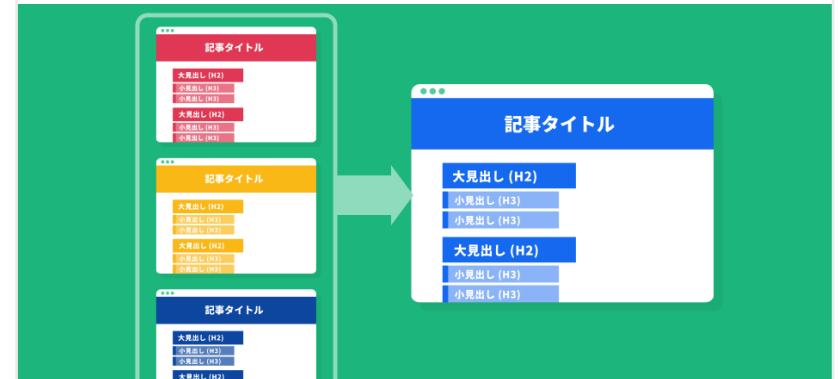 記事タイトル
大見出し (H2)
小見出し (H3)
小見出し (H3)
大見出し (H2)
小見出し (H3)
小見出し (H3)
記事タイトル
大見出し (H2)
小見出し (H3)
小見出し (H3)
大見出し (H2)
小見出し (H3)
小見出し (H3)
記事タイトル
大見出し (H2)
小見出し (H3)
小見出し (H3)
大見出し (H2)
記事タイトル
大見出し (H2)
小見出し (H3)
小見出し (H3)
大見出し (H2)
小見出し (H3)
小見出し (H3)